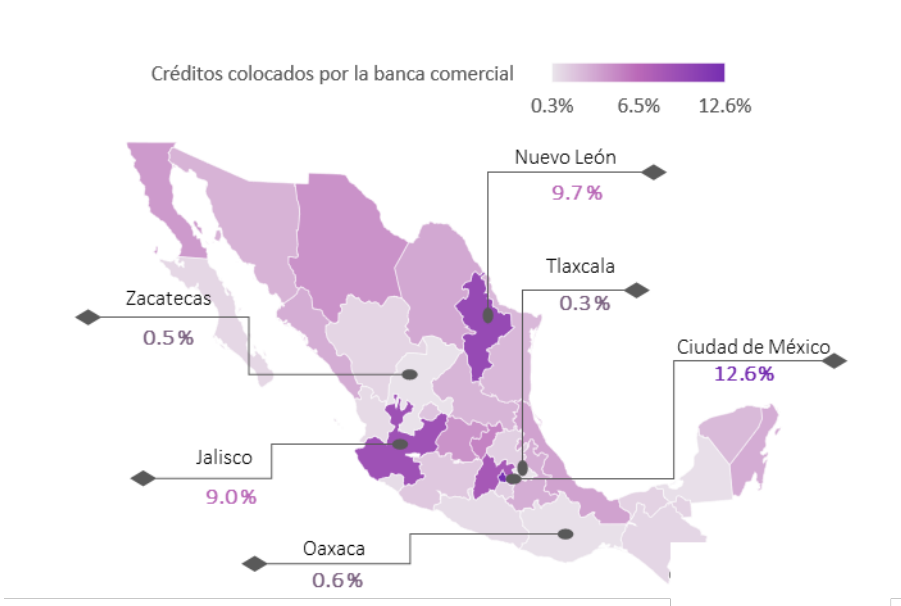 Créditos colocados por la banca comercial
0.3%
6.5%
12.6%
Nuevo León
9.7%
Tlaxcala
0.3%
Zacatecas
0.5%
Ciudad de México
12.6%
Jalisco
9.0%
Oaxaca
0.6%